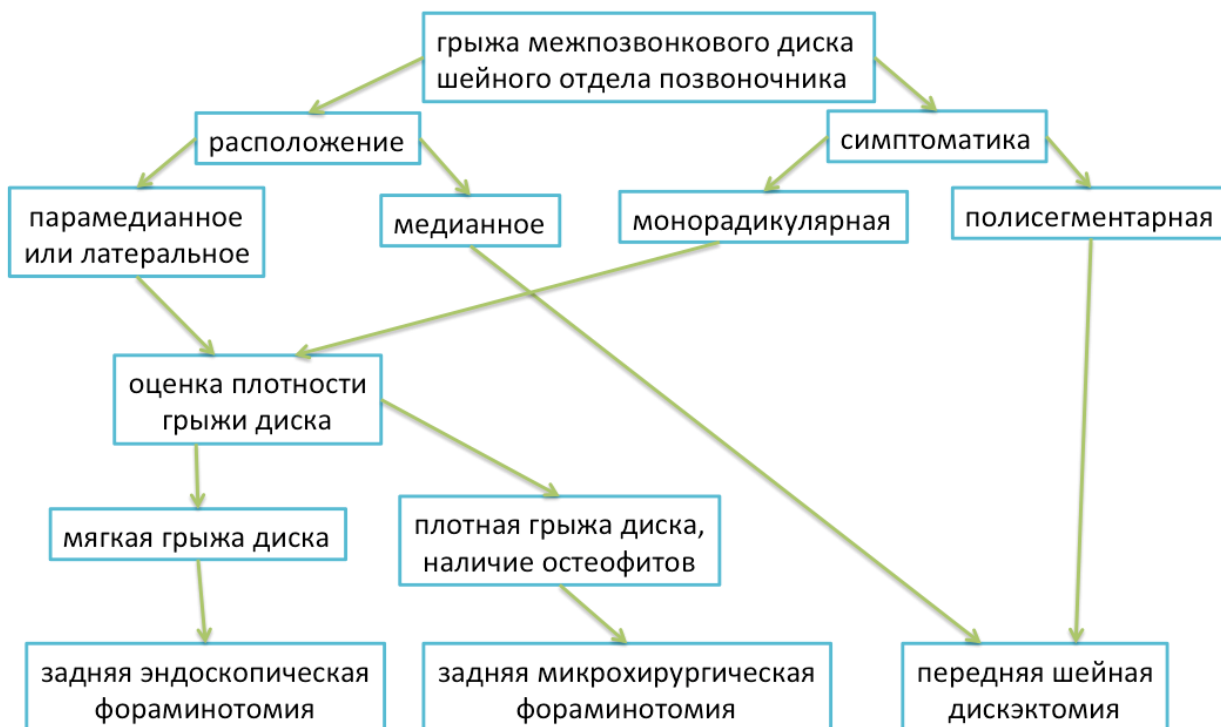 грыжа межпозвонкового диска
шейного отдела позвоночника
расположение
симптоматика
парамедианное
или латеральное
медианное
монорадикулярная
полисегментарная
оценка плотности
грыжи диска
мягкая грыжа диска
плотная грыжа диска,
наличие остеофитов
задняя эндоскопическая
фораминотомия
задняя микрохирургическая
фораминотомия
передняя шейная
дискэктомия